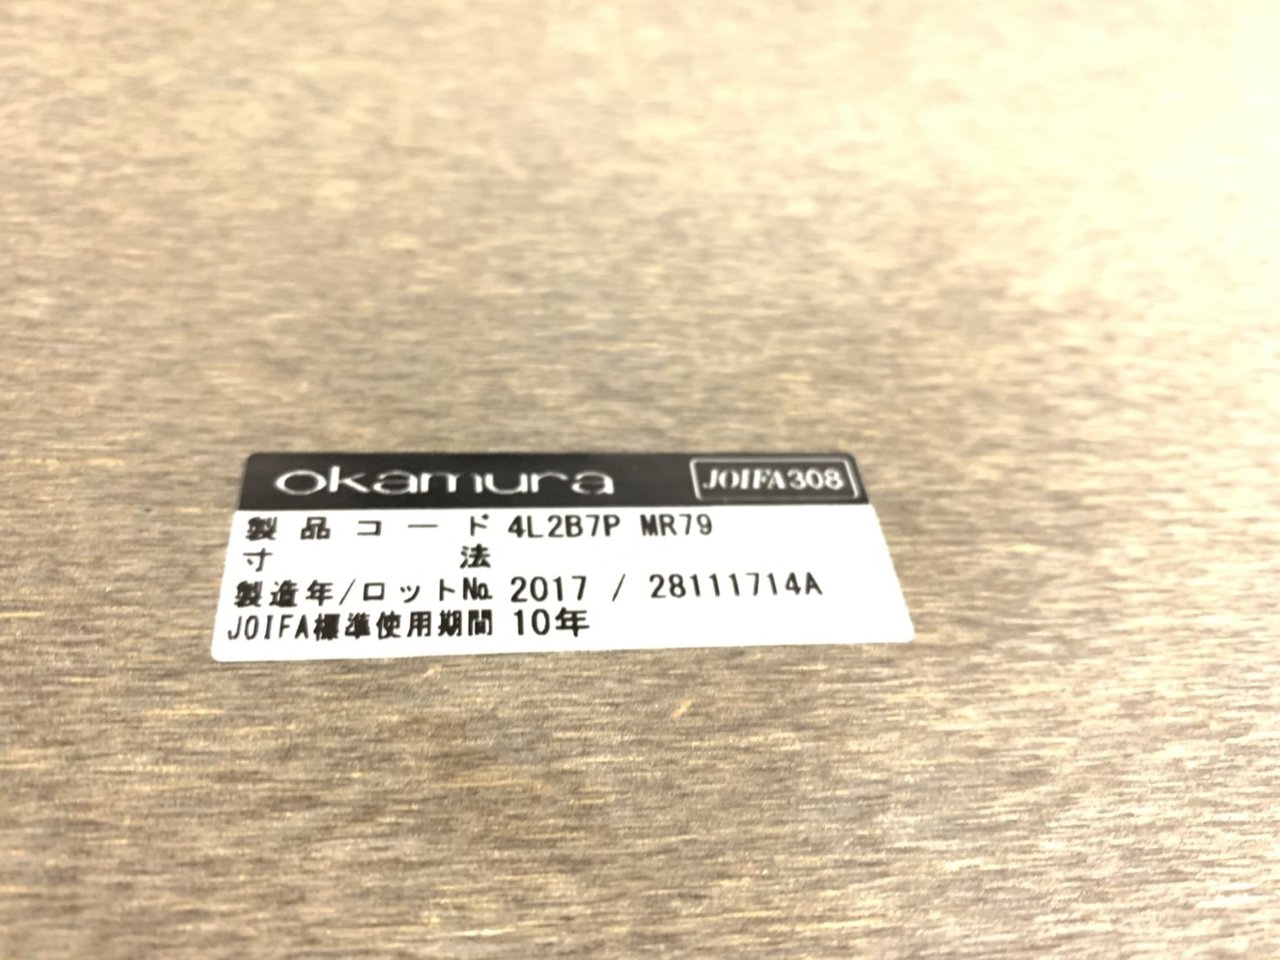 okamura JOIFA308
製品コード 4L2B7P MR79
寸法
製造年/ロット№ 2017 / 28111714A
JOIFA標準使用期間 10年